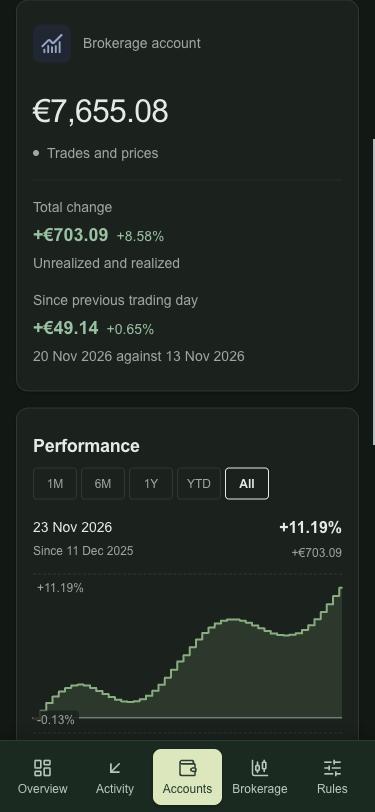 Brokerage account
€7,655.08
Trades and prices
Total change
+€703.09 +8.58%
Unrealized and realized
Since previous trading day
+€49.14 +0.65%
20 Nov 2026 against 13 Nov 2026
Performance
1M 6M 1Y YTD All
23 Nov 2026 +11.19%
Since 11 Dec 2025 +€703.09
+11.19%
-0.13%
Overview Activity Accounts Brokerage Rules